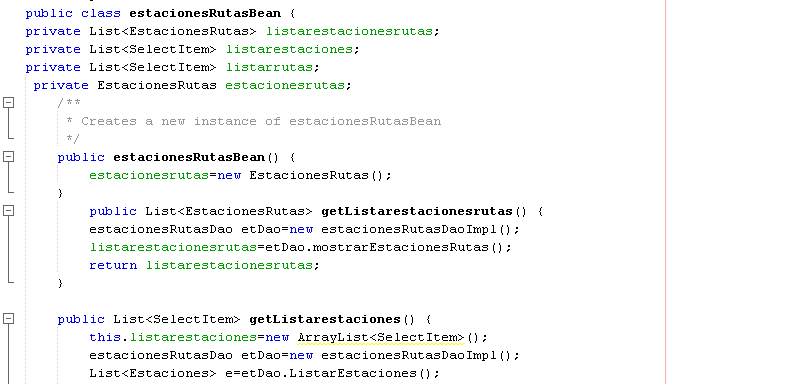 public class estacionesRutasBean {
private List<EstacionesRutas> listarestacionesrutas;
private List<SelectItem> listarestaciones;
private List<SelectItem> listarrutas;
private EstacionesRutas estacionesrutas;
/**
* Creates a new instance of estacionesRutasBean
*/
public estacionesRutasBean() {
estacionesrutas=new EstacionesRutas();
}
public List<EstacionesRutas> getListarestacionesrutas() {
estacionesRutasDao etDao=new estacionesRutasDaoImpl();
listarestacionesrutas=etDao.mostrarEstacionesRutas();
return listarestacionesrutas;
}
public List<SelectItem> getListarestaciones() {
this.listarestaciones=new ArrayList<SelectItem>();
estacionesRutasDao etDao=new estacionesRutasDaoImpl();
List<Estaciones> e=etDao.ListarEstaciones();